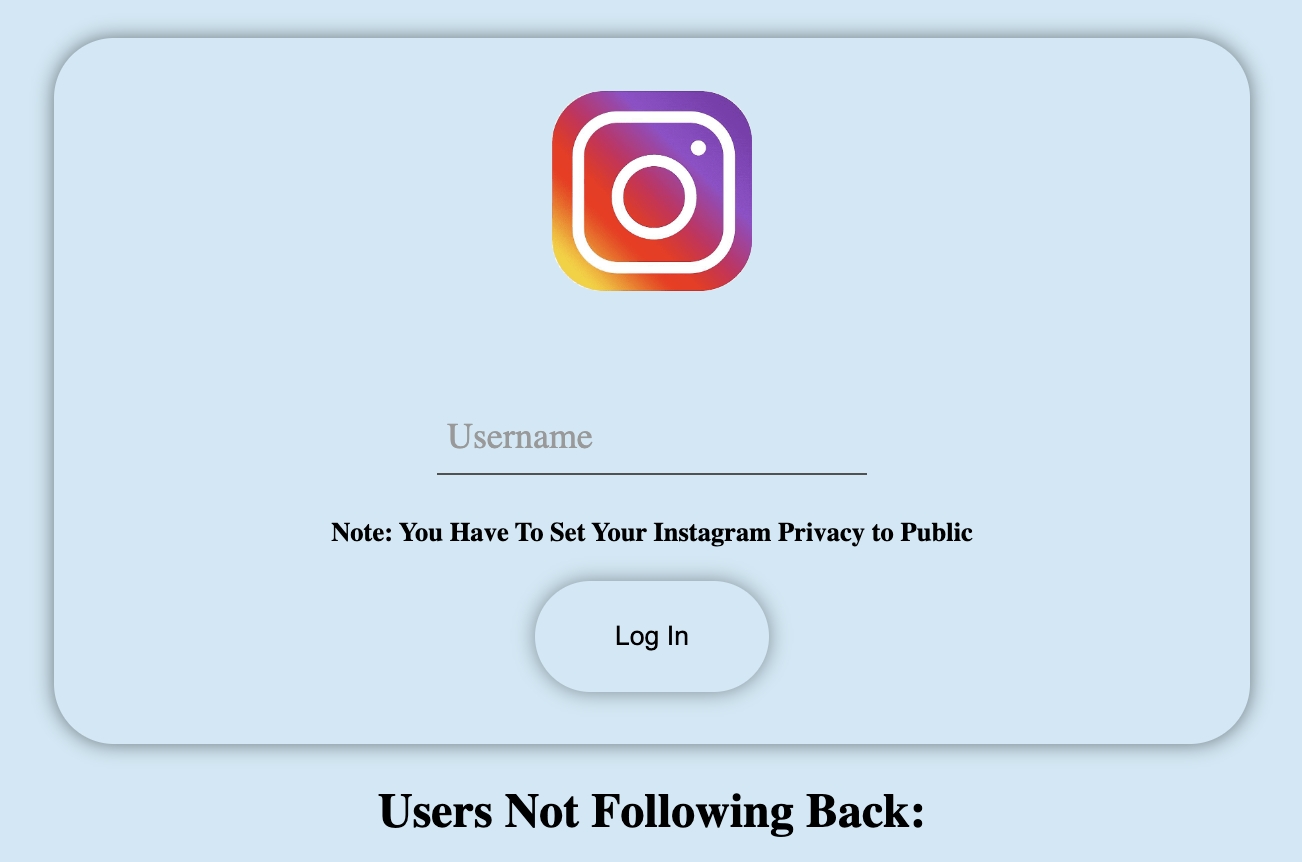 Username
Note: You Have To Set Your Instagram Privacy to Public
Log In
Users Not Following Back: